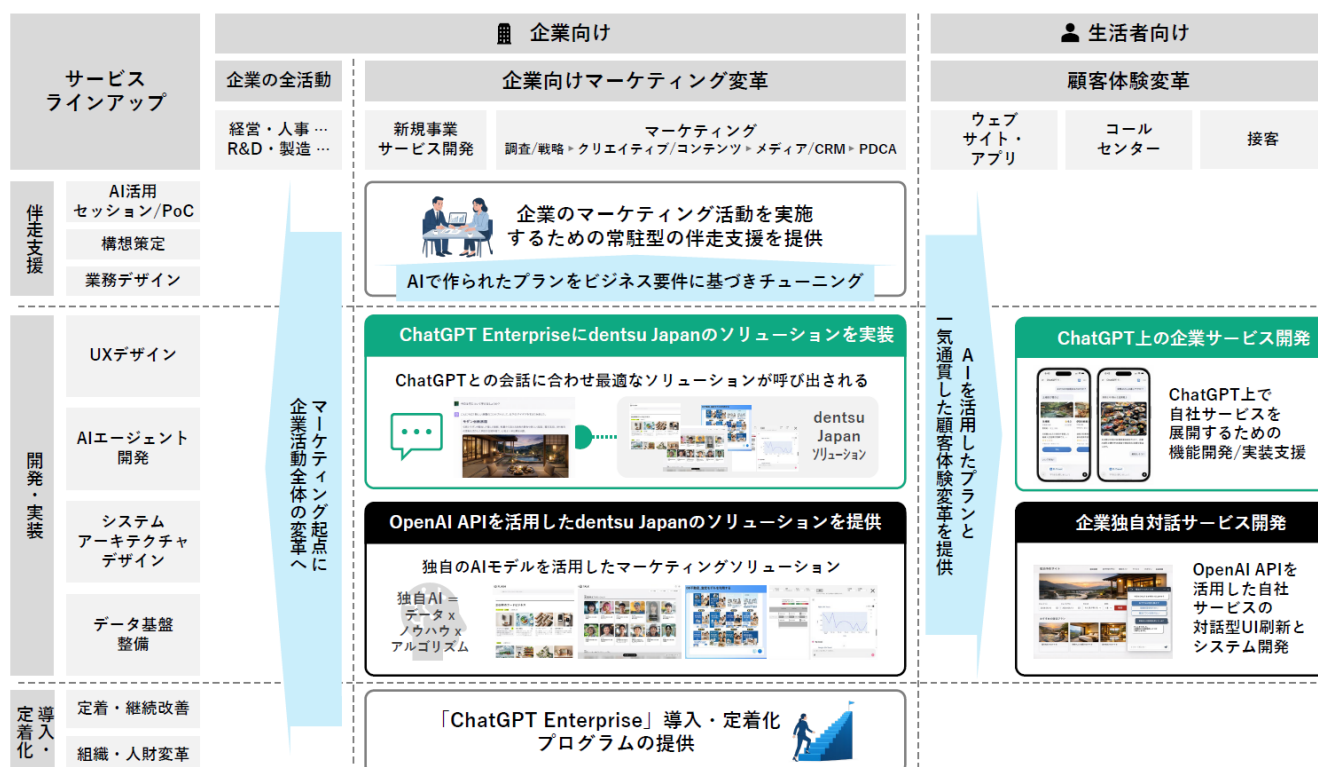 サービス
ラインアップ
企業向け
生活者向け
企業の全活動
企業向けマーケティング変革
顧客体験変革
経営・人事 …
R&D・製造 …
新規事業
サービス開発
マーケティング
調査/戦略 ▸ クリエイティブ/コンテンツ ▸ メディア/CRM ▸ PDCA
ウェブ
サイト・
アプリ
コール
センター
接客
伴走支援
AI活用
セッション/PoC
構想策定
業務デザイン
企業のマーケティング活動を実施
するための常駐型の伴走支援を提供
AIで作られたプランをビジネス要件に基づきチューニング
マーケティング起点に
企業活動全体の変革へ
AIを活用したプランと
一気通貫した顧客体験変革を提供
開発・実装
UXデザイン
AIエージェント
開発
システム
アーキテクチャ
デザイン
データ基盤
整備
ChatGPT Enterpriseにdentsu Japanのソリューションを実装
ChatGPTとの会話に合わせ最適なソリューションが呼び出される
dentsu
Japan
ソリューション
OpenAI APIを活用したdentsu Japanのソリューションを提供
独自のAIモデルを活用したマーケティングソリューション
独自AI =
データ x
ノウハウ x
アルゴリズム
ChatGPT上の企業サービス開発
ChatGPT上で
自社サービスを
展開するための
機能開発/実装支援
企業独自対話サービス開発
OpenAI APIを
活用した自社
サービスの
対話型UI刷新と
システム開発
導入・
定着化
定着・継続改善
組織・人財変革
「ChatGPT Enterprise」導入・定着化
プログラムの提供